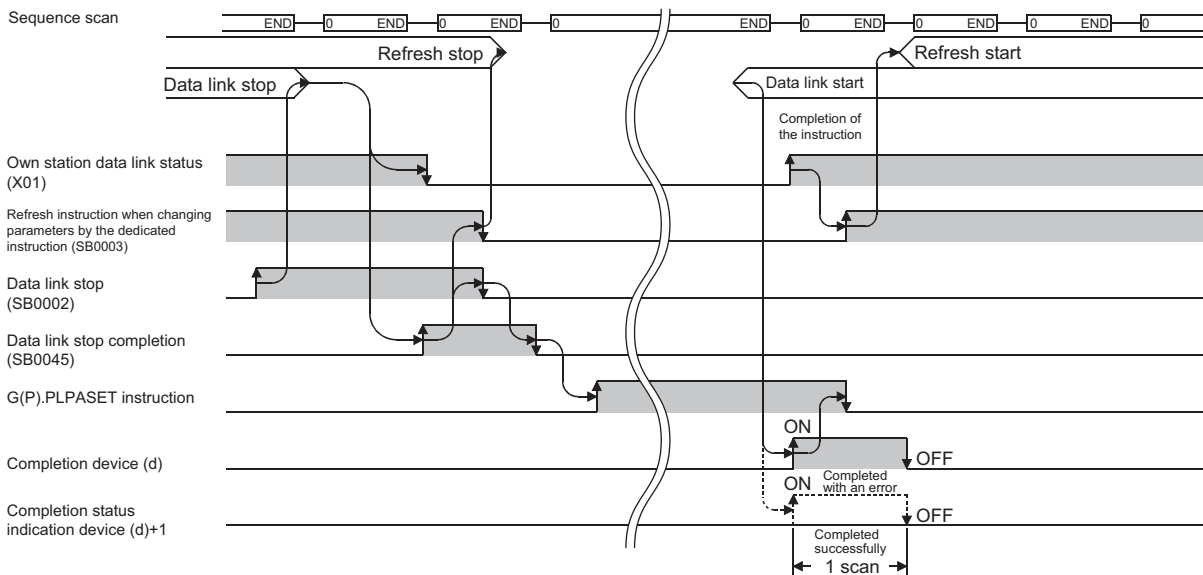 Sequence scan
END 0 END 0 END 0 END 0 END 0 END 0 END 0
Refresh stop
Refresh start
Data link stop
Data link start
Completion of
the instruction
Own station data link status
(X01)
Refresh instruction when changing
parameters by the dedicated
instruction (SB0003)
Data link stop
(SB0002)
Data link stop completion
(SB0045)
G(P).PLPASET instruction
ON
Completion device (d)
OFF
Completed
with an error
ON
Completion status
indication device (d)+1
OFF
Completed
successfully
1 scan